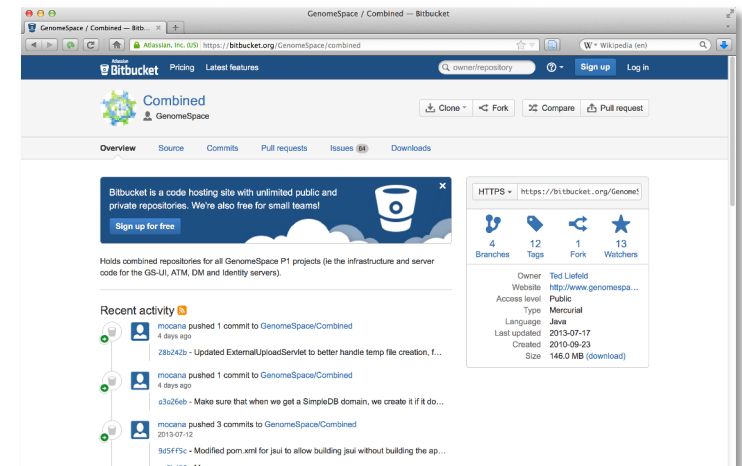 GenomeSpace / Combined — Bitbucket
GenomeSpace / Combined — Bitb...
Atlassian, Inc. (US) https://bitbucket.org/GenomeSpace/combined
Wikipedia (en)
Atlassian
Bitbucket Pricing Latest features owner/repository Sign up Log in
Combined
GenomeSpace
Clone Fork Compare Pull request
Overview Source Commits Pull requests Issues 64 Downloads
Bitbucket is a code hosting site with unlimited public and
private repositories. We're also free for small teams!
Sign up for free
Holds combined repositories for all GenomeSpace P1 projects (ie the infrastructure and server
code for the GS-UI, ATM, DM and Identity servers).
Recent activity
mocana pushed 1 commit to GenomeSpace/Combined
4 days ago
28b242b - Updated ExternalUploadServlet to better handle temp file creation, f...
mocana pushed 1 commit to GenomeSpace/Combined
4 days ago
a3a26eb - Make sure that when we get a SimpleDB domain, we create it if it do...
mocana pushed 3 commits to GenomeSpace/Combined
2013-07-12
9d5ff5c - Modified pom.xml for jsui to allow building jsui without building the ap...
HTTPS https://bitbucket.org/GenomeS
4 12 1 13
Branches Tags Fork Watchers
Owner Ted Liefeld
Website http://www.genomespa...
Access level Public
Type Mercurial
Language Java
Last updated 2013-07-17
Created 2010-09-23
Size 146.0 MB (download)